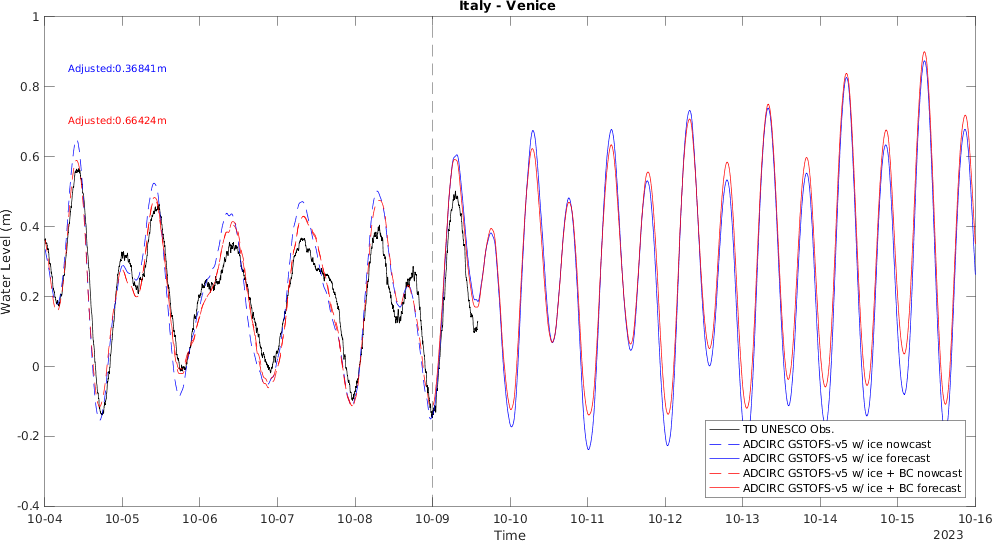 Italy - Venice
1
Adjusted:0.36841m
0.8
Adjusted:0.66424m
0.6
0.4
0.2
0
-0.2
-0.4
Water Level (m)
TD UNESCO Obs.
ADCIRC GSTOFS-v5 w/ ice nowcast
ADCIRC GSTOFS-v5 w/ ice forecast
ADCIRC GSTOFS-v5 w/ ice + BC nowcast
ADCIRC GSTOFS-v5 w/ ice + BC forecast
10-04 10-05 10-06 10-07 10-08 10-09 10-10 10-11 10-12 10-13 10-14 10-15 10-16
Time
2023